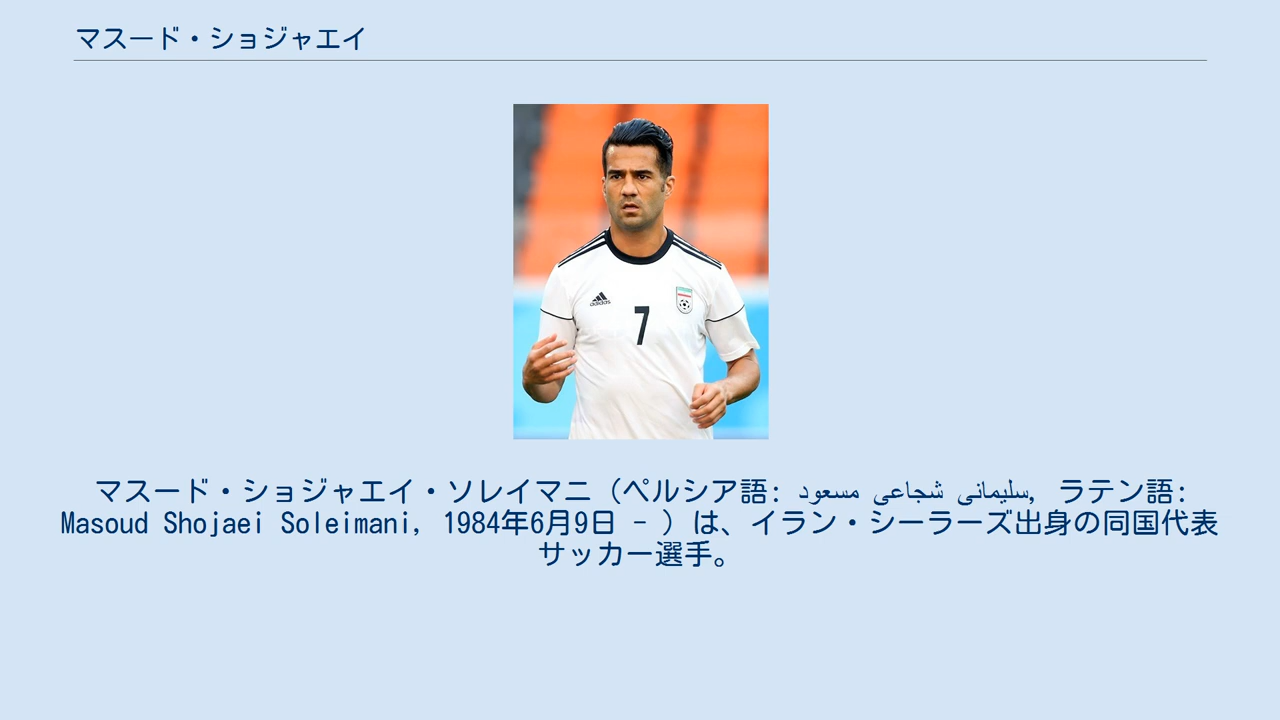 マスード・ショジャエイ
adidas
7
マスード・ショジャエイ・ソレイマニ（ペルシア語: مسعود شجاعی سلیمانی, ラテン語:
Masoud Shojaei Soleimani, 1984年6月9日 - ）は、イラン・シーラーズ出身の同国代表
サッカー選手。